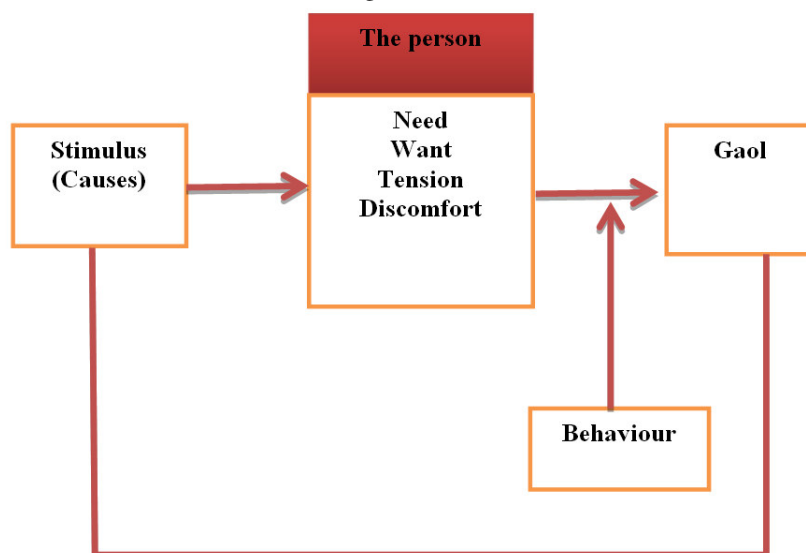 The person
Need
Want
Tension
Discomfort
Stimulus
(Causes)
Gaol
Behaviour